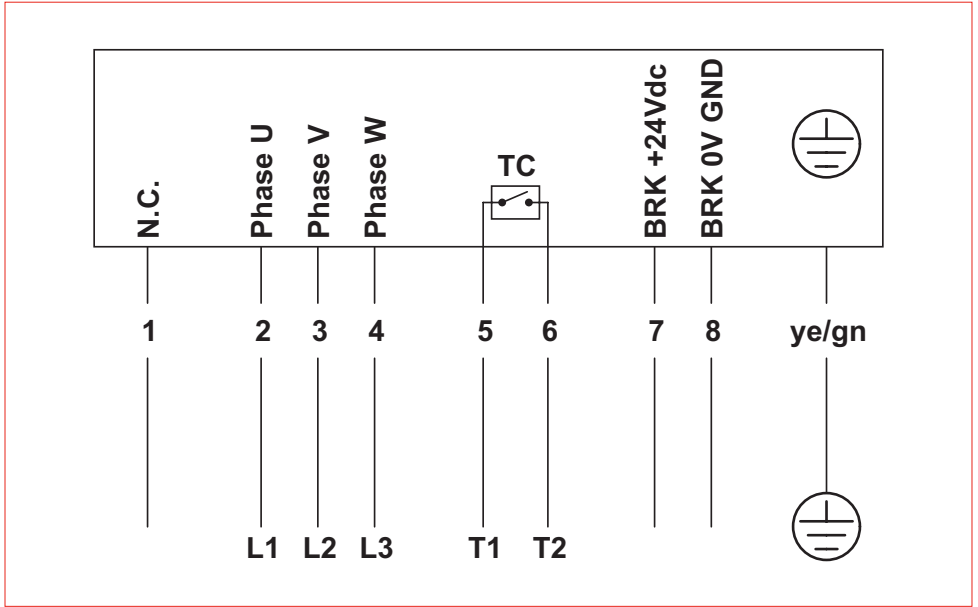 N.C.
Phase U
Phase V
Phase W
TC
BRK +24Vdc
BRK 0V GND
1 2 3 4 5 6 7 8 ye/gn
L1 L2 L3 T1 T2